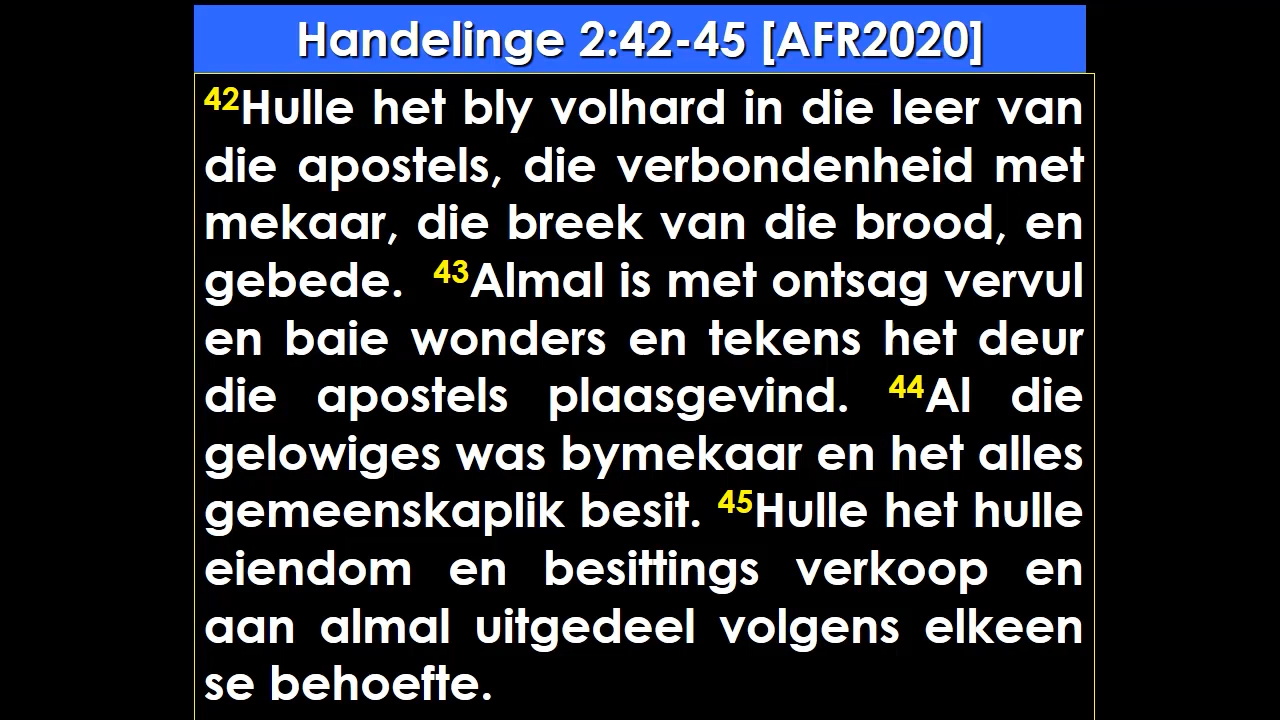 Handelinge 2:42-45 [AFR2020]
42Hulle het bly volhard in die leer van
die apostels, die verbondenheid met
mekaar, die breek van die brood, en
gebede. 43Almal is met ontsag vervul
en baie wonders en tekens het deur
die apostels plaasgevind. 44Al die
gelowiges was bymekaar en het alles
gemeenskaplik besit. 45Hulle het hulle
eiendom en besittings verkoop en
aan almal uitgedeel volgens elkeen
se behoefte.